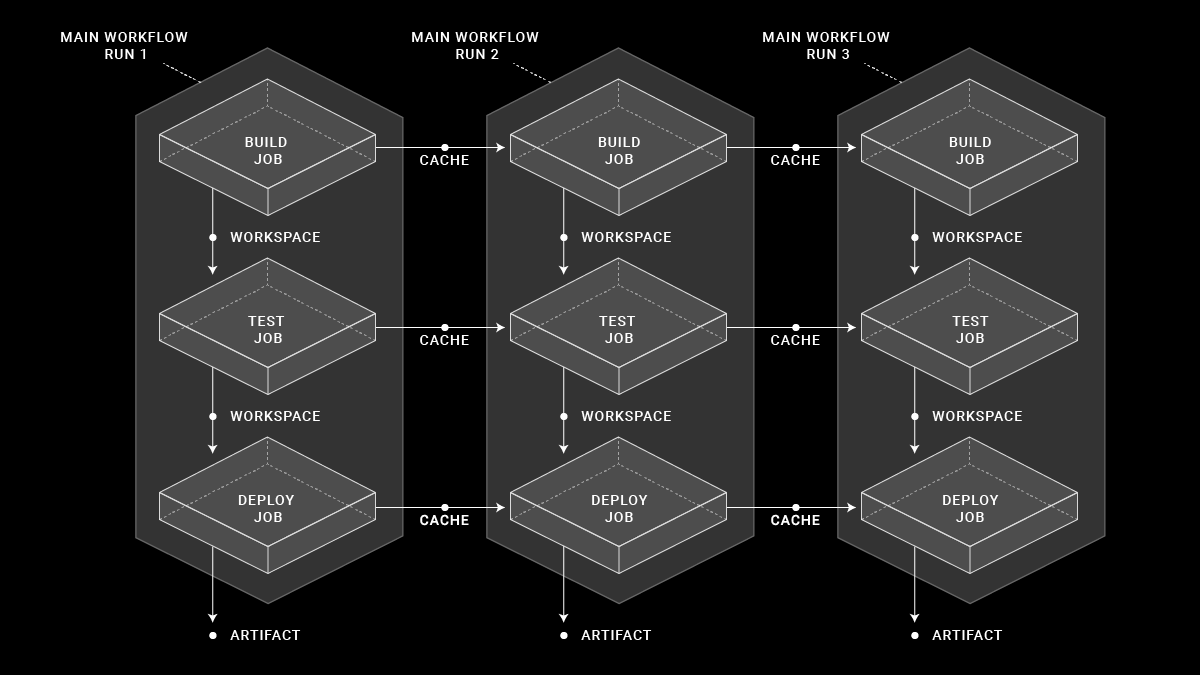 MAIN WORKFLOW
RUN 1
MAIN WORKFLOW
RUN 2
MAIN WORKFLOW
RUN 3
BUILD
JOB
CACHE
BUILD
JOB
CACHE
BUILD
JOB
WORKSPACE
WORKSPACE
WORKSPACE
TEST
JOB
CACHE
TEST
JOB
CACHE
TEST
JOB
WORKSPACE
WORKSPACE
WORKSPACE
DEPLOY
JOB
CACHE
DEPLOY
JOB
CACHE
DEPLOY
JOB
ARTIFACT
ARTIFACT
ARTIFACT